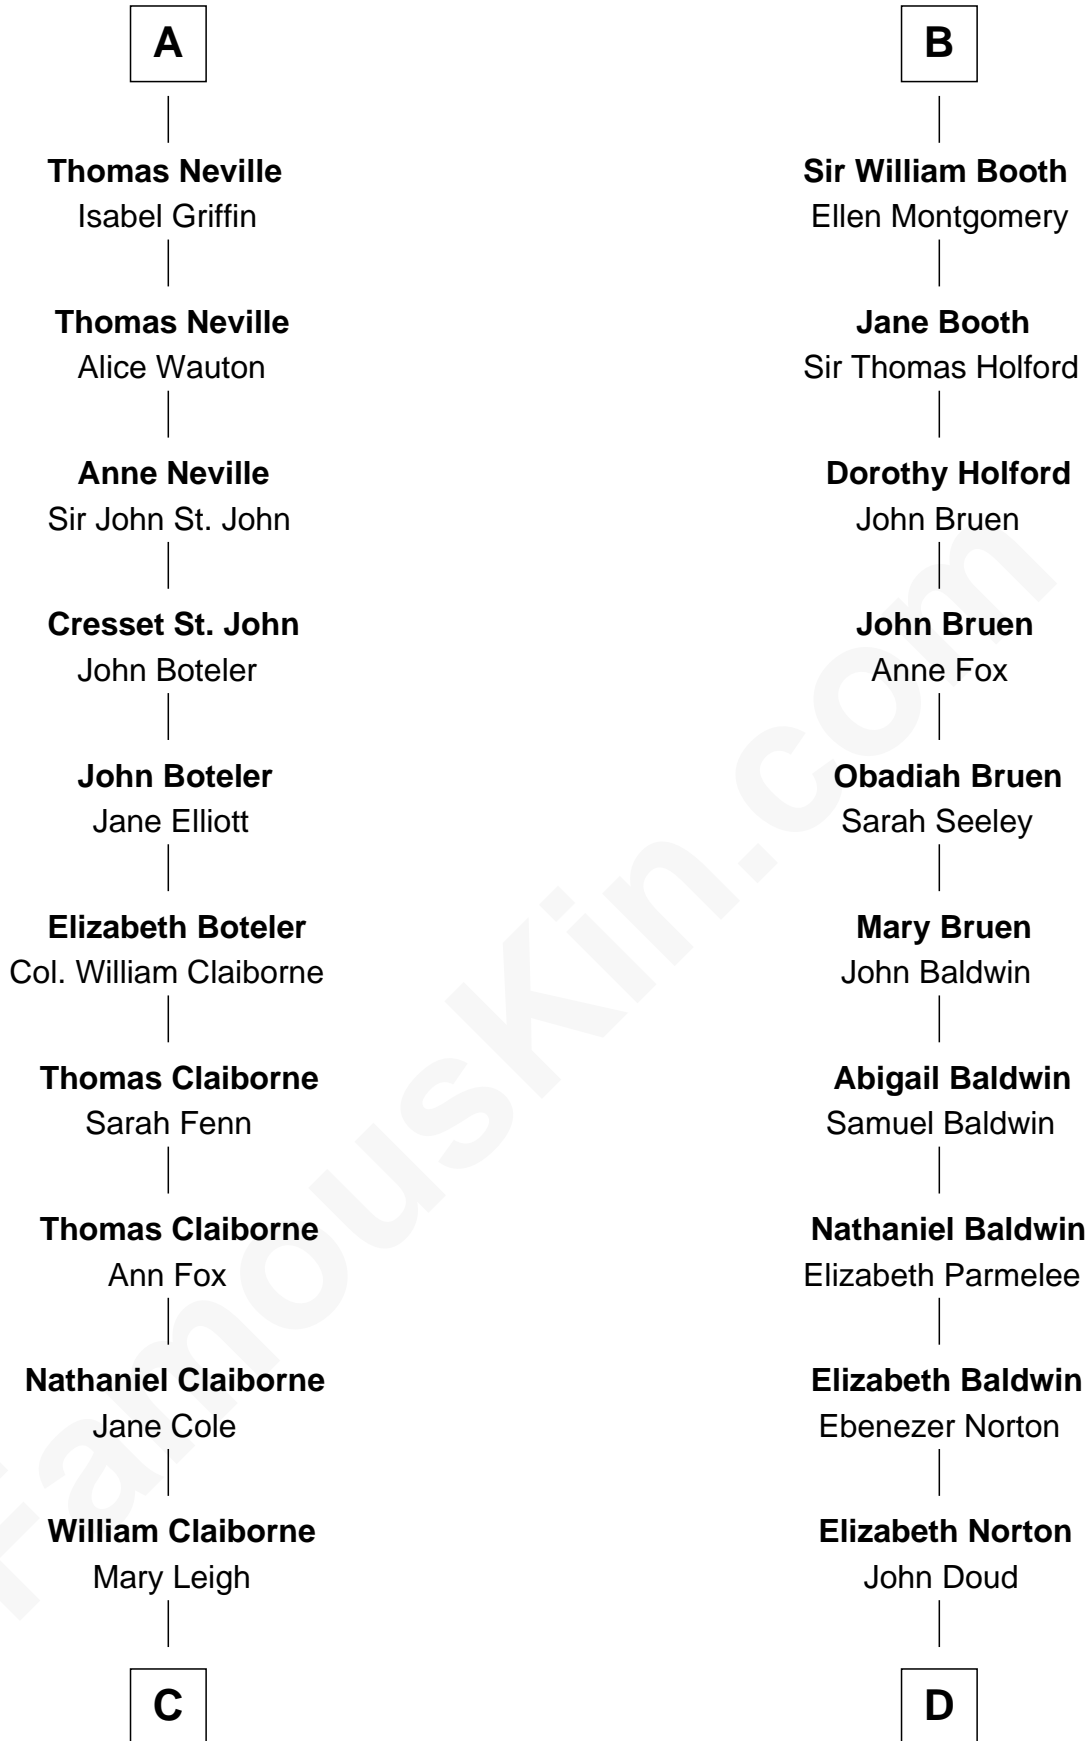 A
Thomas Neville
Isabel Griffin
Thomas Neville
Alice Wauton
Anne Neville
Sir John St. John
Cresset St. John
John Boteler
John Boteler
Jane Elliott
Elizabeth Boteler
Col. William Claiborne
Thomas Claiborne
Sarah Fenn
Thomas Claiborne
Ann Fox
Nathaniel Claiborne
Jane Cole
William Claiborne
Mary Leigh
C
B
Sir William Booth
Ellen Montgomery
Jane Booth
Sir Thomas Holford
Dorothy Holford
John Bruen
John Bruen
Anne Fox
Obadiah Bruen
Sarah Seeley
Mary Bruen
John Baldwin
Abigail Baldwin
Samuel Baldwin
Nathaniel Baldwin
Elizabeth Parmelee
Elizabeth Baldwin
Ebenezer Norton
Elizabeth Norton
John Doud
D
FamousKin.com